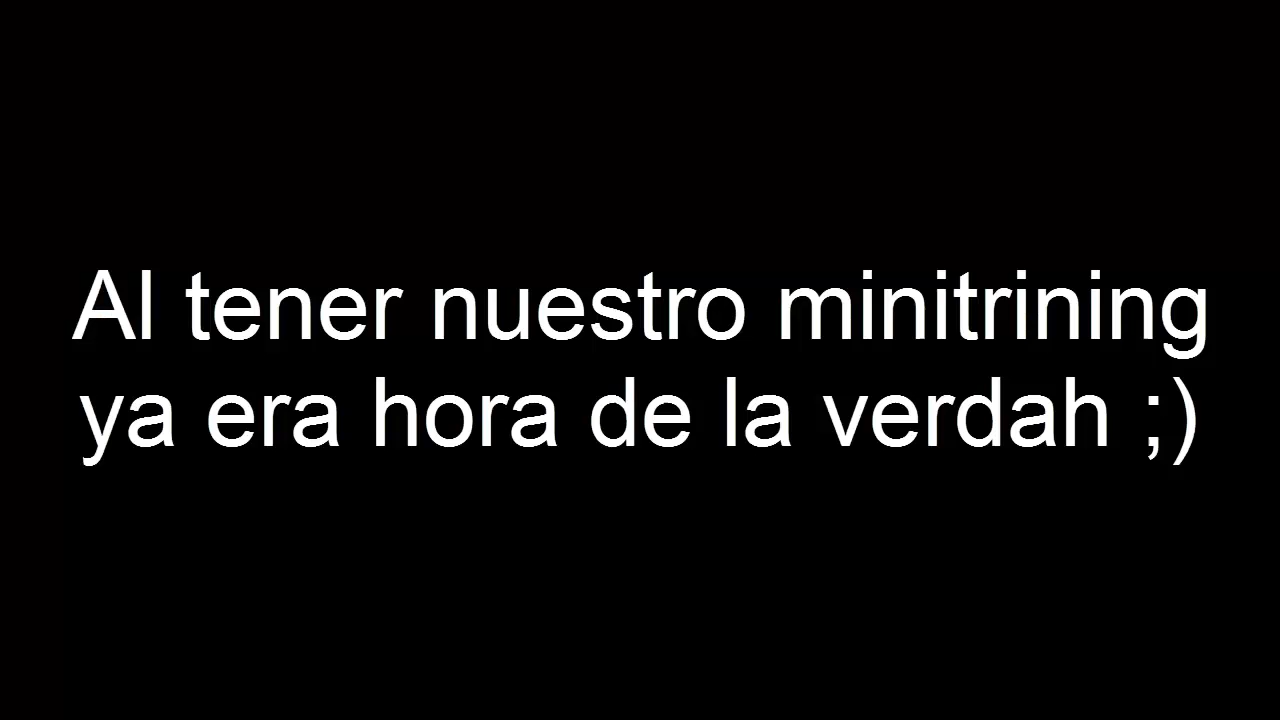 Al tener nuestro minitrining
ya era hora de la verdah ;)